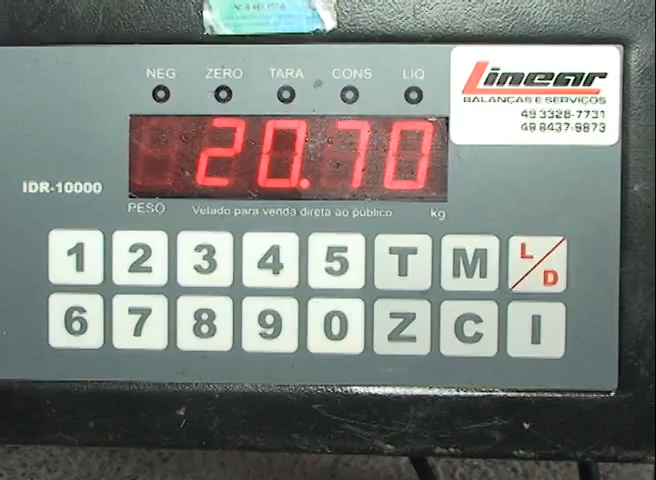 NEG ZERO TARA CONS LIQ
Linear
BALANÇAS E SERVIÇOS
49 3328-7731
49 8437-9873
20.70
IDR-10000
PESO Vetado para venda direta ao público kg
1 2 3 4 5 T M L/D
6 7 8 9 0 Z C I